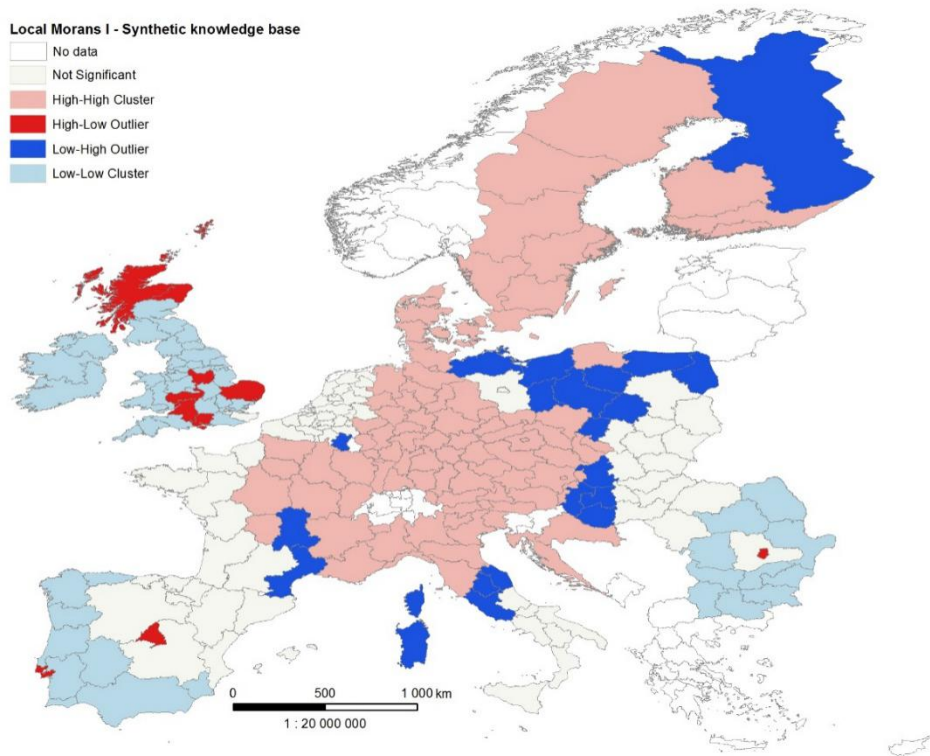 Local Morans I - Synthetic knowledge base
No data
Not Significant
High-High Cluster
High-Low Outlier
Low-High Outlier
Low-Low Cluster
0 500 1 000 km
1 : 20 000 000